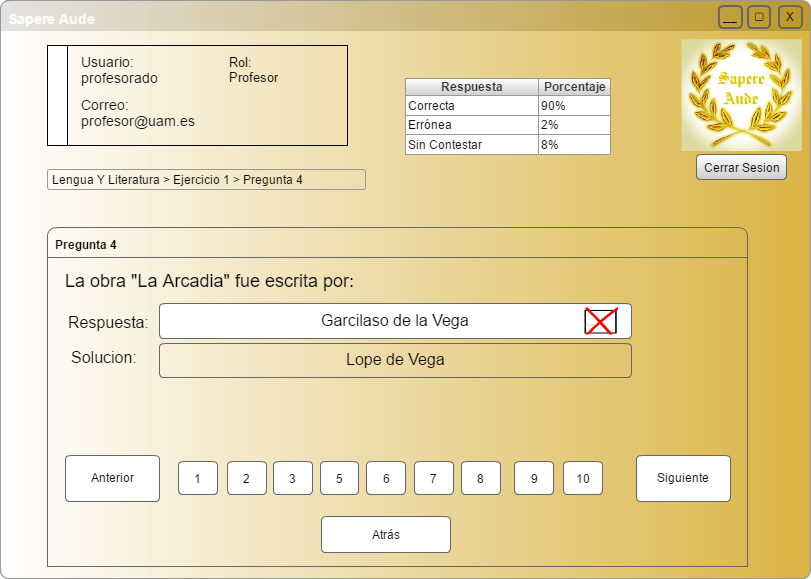 Sapere Aude
__ □ X
Usuario:
profesorado
Rol:
Profesor
Correo:
profesor@uam.es
Respuesta Porcentaje
Correcta 90%
Errónea 2%
Sin Contestar 8%
Sapere
Aude
Cerrar Sesion
Lengua Y Literatura > Ejercicio 1 > Pregunta 4
Pregunta 4
La obra "La Arcadia" fue escrita por:
Respuesta: Garcilaso de la Vega
Solucion: Lope de Vega
Anterior 1 2 3 5 6 7 8 9 10 Siguiente
Atrás